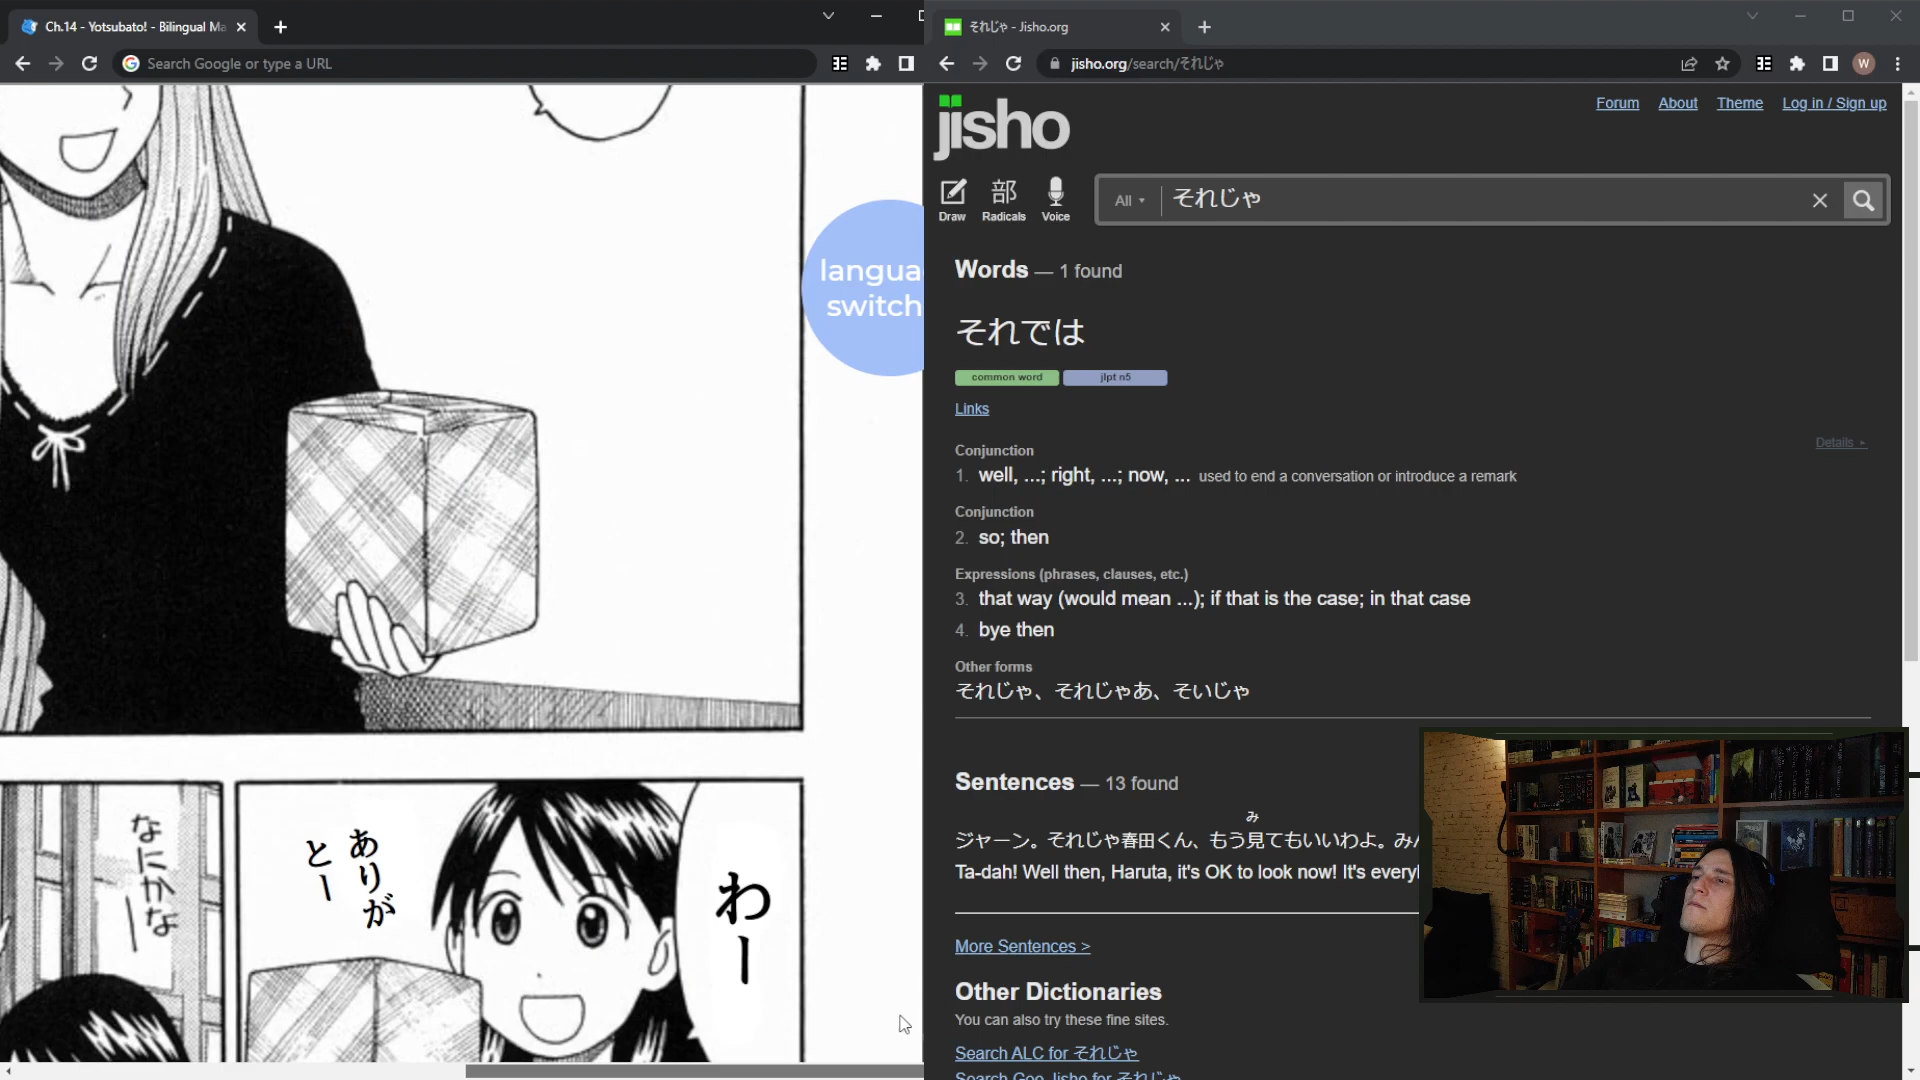 Ch.14 - Yotsubato! - Bilingual Ma
Search Google or type a URL
langua
switch
わー
ありが
とー
なにかな
それじゃ - Jisho.org
jisho.org/search/それじゃ
W
jisho
Forum
About
Theme
Log in / Sign up
Draw
部
Radicals
Voice
All
それじゃ
Words — 1 found
それでは
common word
jlpt n5
Links
Details
Conjunction
1. well, ...; right, ...; now, ... used to end a conversation or introduce a remark
Conjunction
2. so; then
Expressions (phrases, clauses, etc.)
3. that way (would mean ...); if that is the case; in that case
4. bye then
Other forms
それじゃ、それじゃあ、そいじゃ
Sentences — 13 found
み
ジャーン。それじゃ春田くん、もう見てもいいわよ。み
Ta-dah! Well then, Haruta, it's OK to look now! It's every
More Sentences >
Other Dictionaries
You can also try these fine sites.
Search ALC for それじゃ
Search Goo Jisho for それじゃ